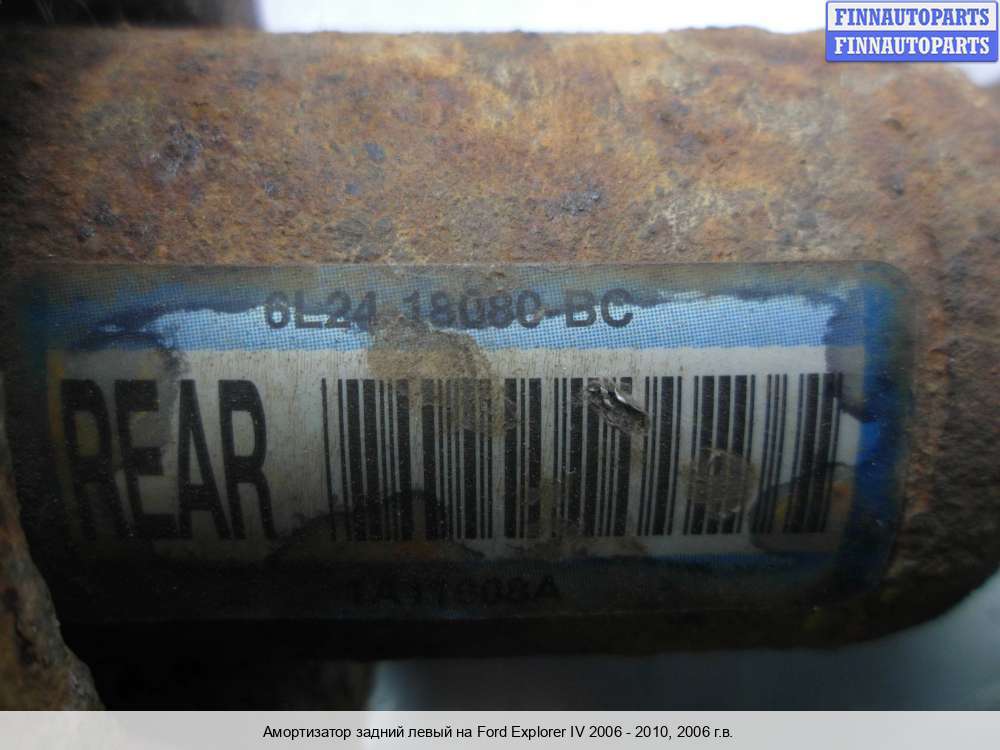 FINNAUTOPARTS
FINNAUTOPARTS
6L24 18080-BC
REAR
Амортизатор задний левый на Ford Explorer IV 2006 - 2010, 2006 г.в.